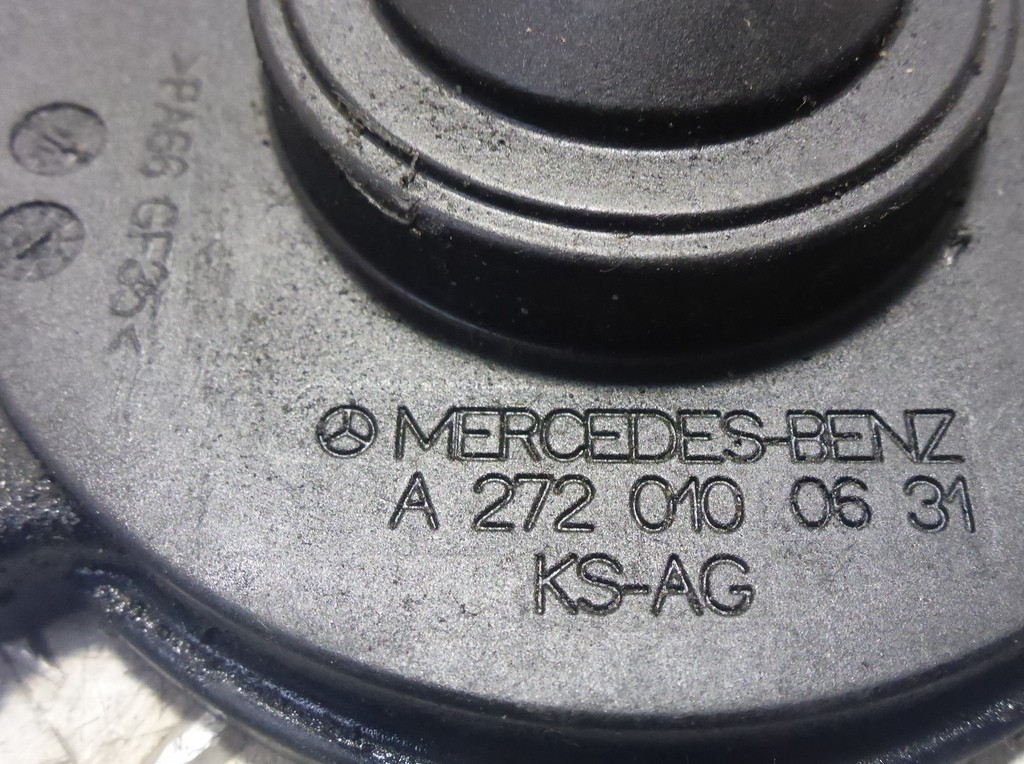 >PA66 GF35<
MERCEDES-BENZ
A 272 010 06 31
KS-AG